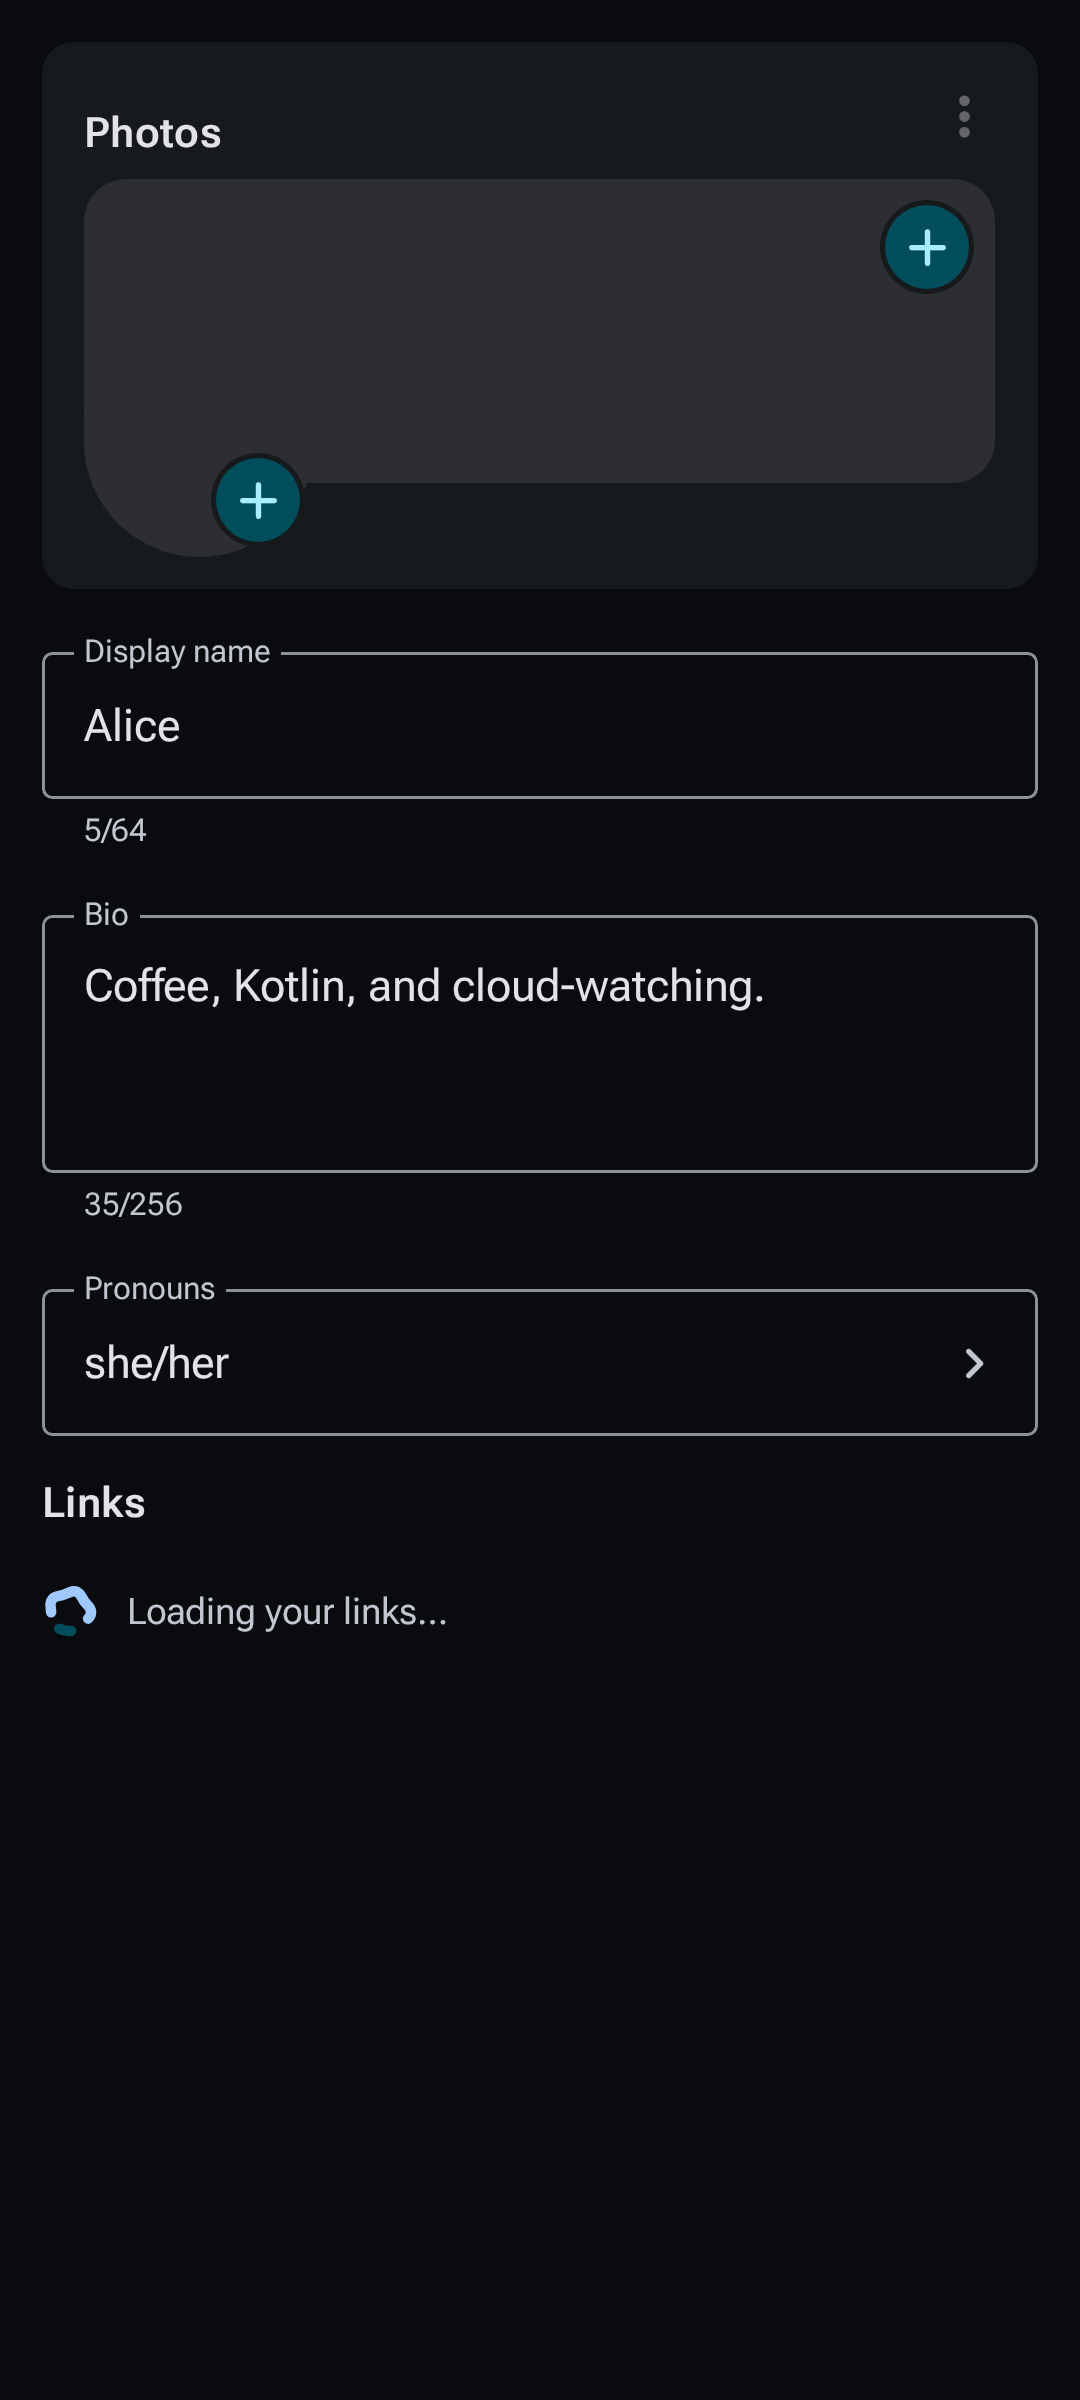 Photos
Display name
Alice
5/64
Bio
Coffee, Kotlin, and cloud-watching.
35/256
Pronouns
she/her
Links
Loading your links...